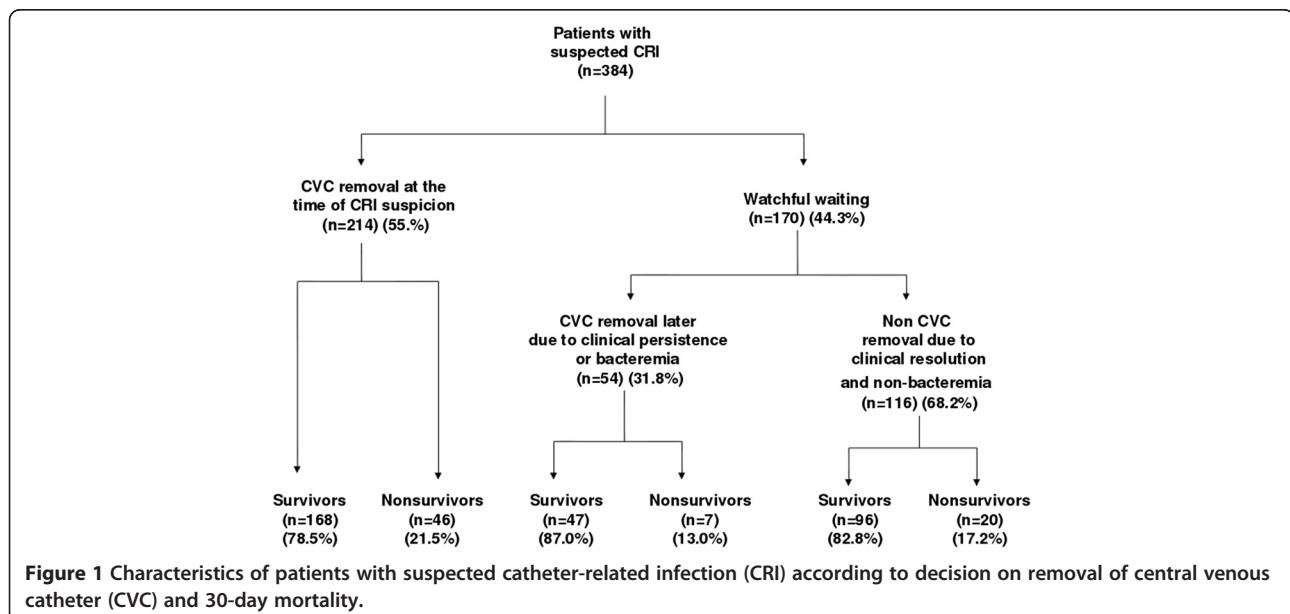 Patients with
suspected CRI
(n=384)
CVC removal at the
time of CRI suspicion
(n=214) (55.%)
Watchful waiting
(n=170) (44.3%)
CVC removal later
due to clinical persistence
or bacteremia
(n=54) (31.8%)
Non CVC
removal due to
clinical resolution
and non-bacteremia
(n=116) (68.2%)
Survivors
(n=168)
(78.5%)
Nonsurvivors
(n=46)
(21.5%)
Survivors
(n=47)
(87.0%)
Nonsurvivors
(n=7)
(13.0%)
Survivors
(n=96)
(82.8%)
Nonsurvivors
(n=20)
(17.2%)
Figure 1 Characteristics of patients with suspected catheter-related infection (CRI) according to decision on removal of central venous
catheter (CVC) and 30-day mortality.